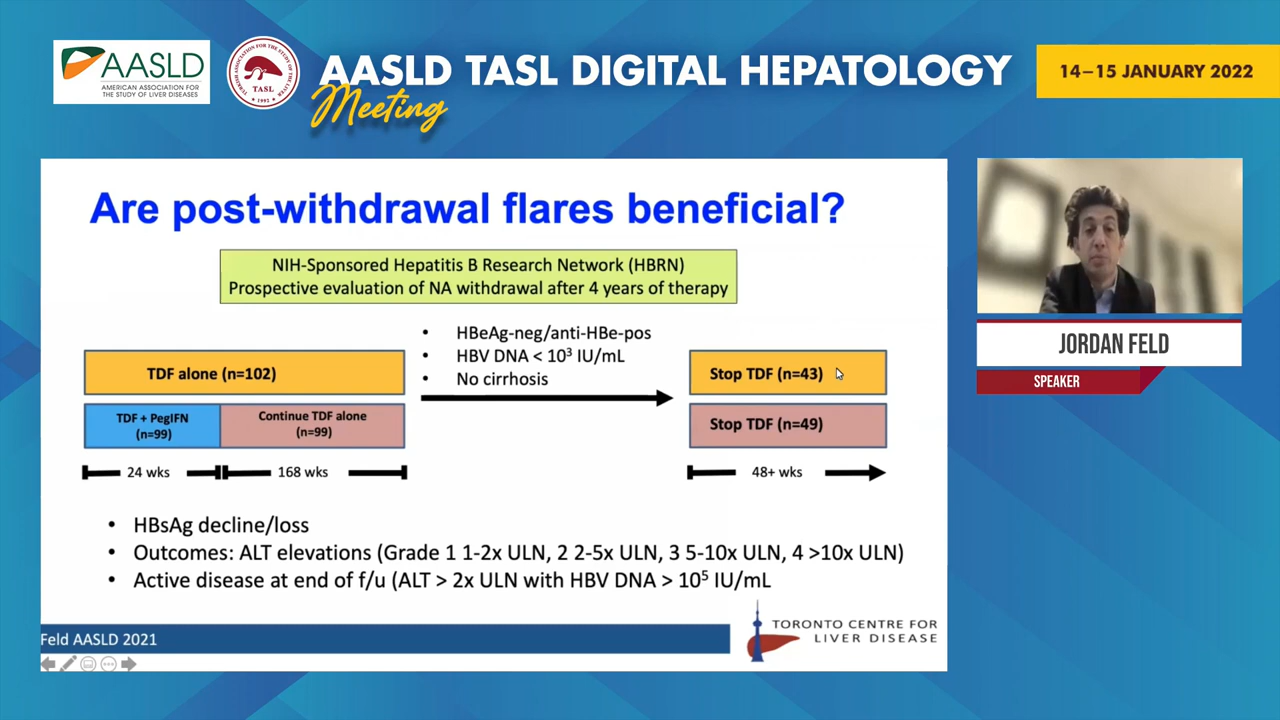 AASLD
AMERICAN ASSOCIATION FOR
THE STUDY OF LIVER DISEASES
TASL
1992
AASLD TASL DIGITAL HEPATOLOGY
Meeting
14–15 JANUARY 2022
Are post-withdrawal flares beneficial?
NIH-Sponsored Hepatitis B Research Network (HBRN)
Prospective evaluation of NA withdrawal after 4 years of therapy
• HBeAg-neg/anti-HBe-pos
• HBV DNA < 10³ IU/mL
• No cirrhosis
TDF alone (n=102)
TDF + PegIFN
(n=99)
Continue TDF alone
(n=99)
24 wks
168 wks
Stop TDF (n=43)
Stop TDF (n=49)
48+ wks
• HBsAg decline/loss
• Outcomes: ALT elevations (Grade 1 1-2x ULN, 2 2-5x ULN, 3 5-10x ULN, 4 >10x ULN)
• Active disease at end of f/u (ALT > 2x ULN with HBV DNA > 10⁵ IU/mL
Feld AASLD 2021
TORONTO CENTRE FOR
LIVER DISEASE
JORDAN FELD
SPEAKER